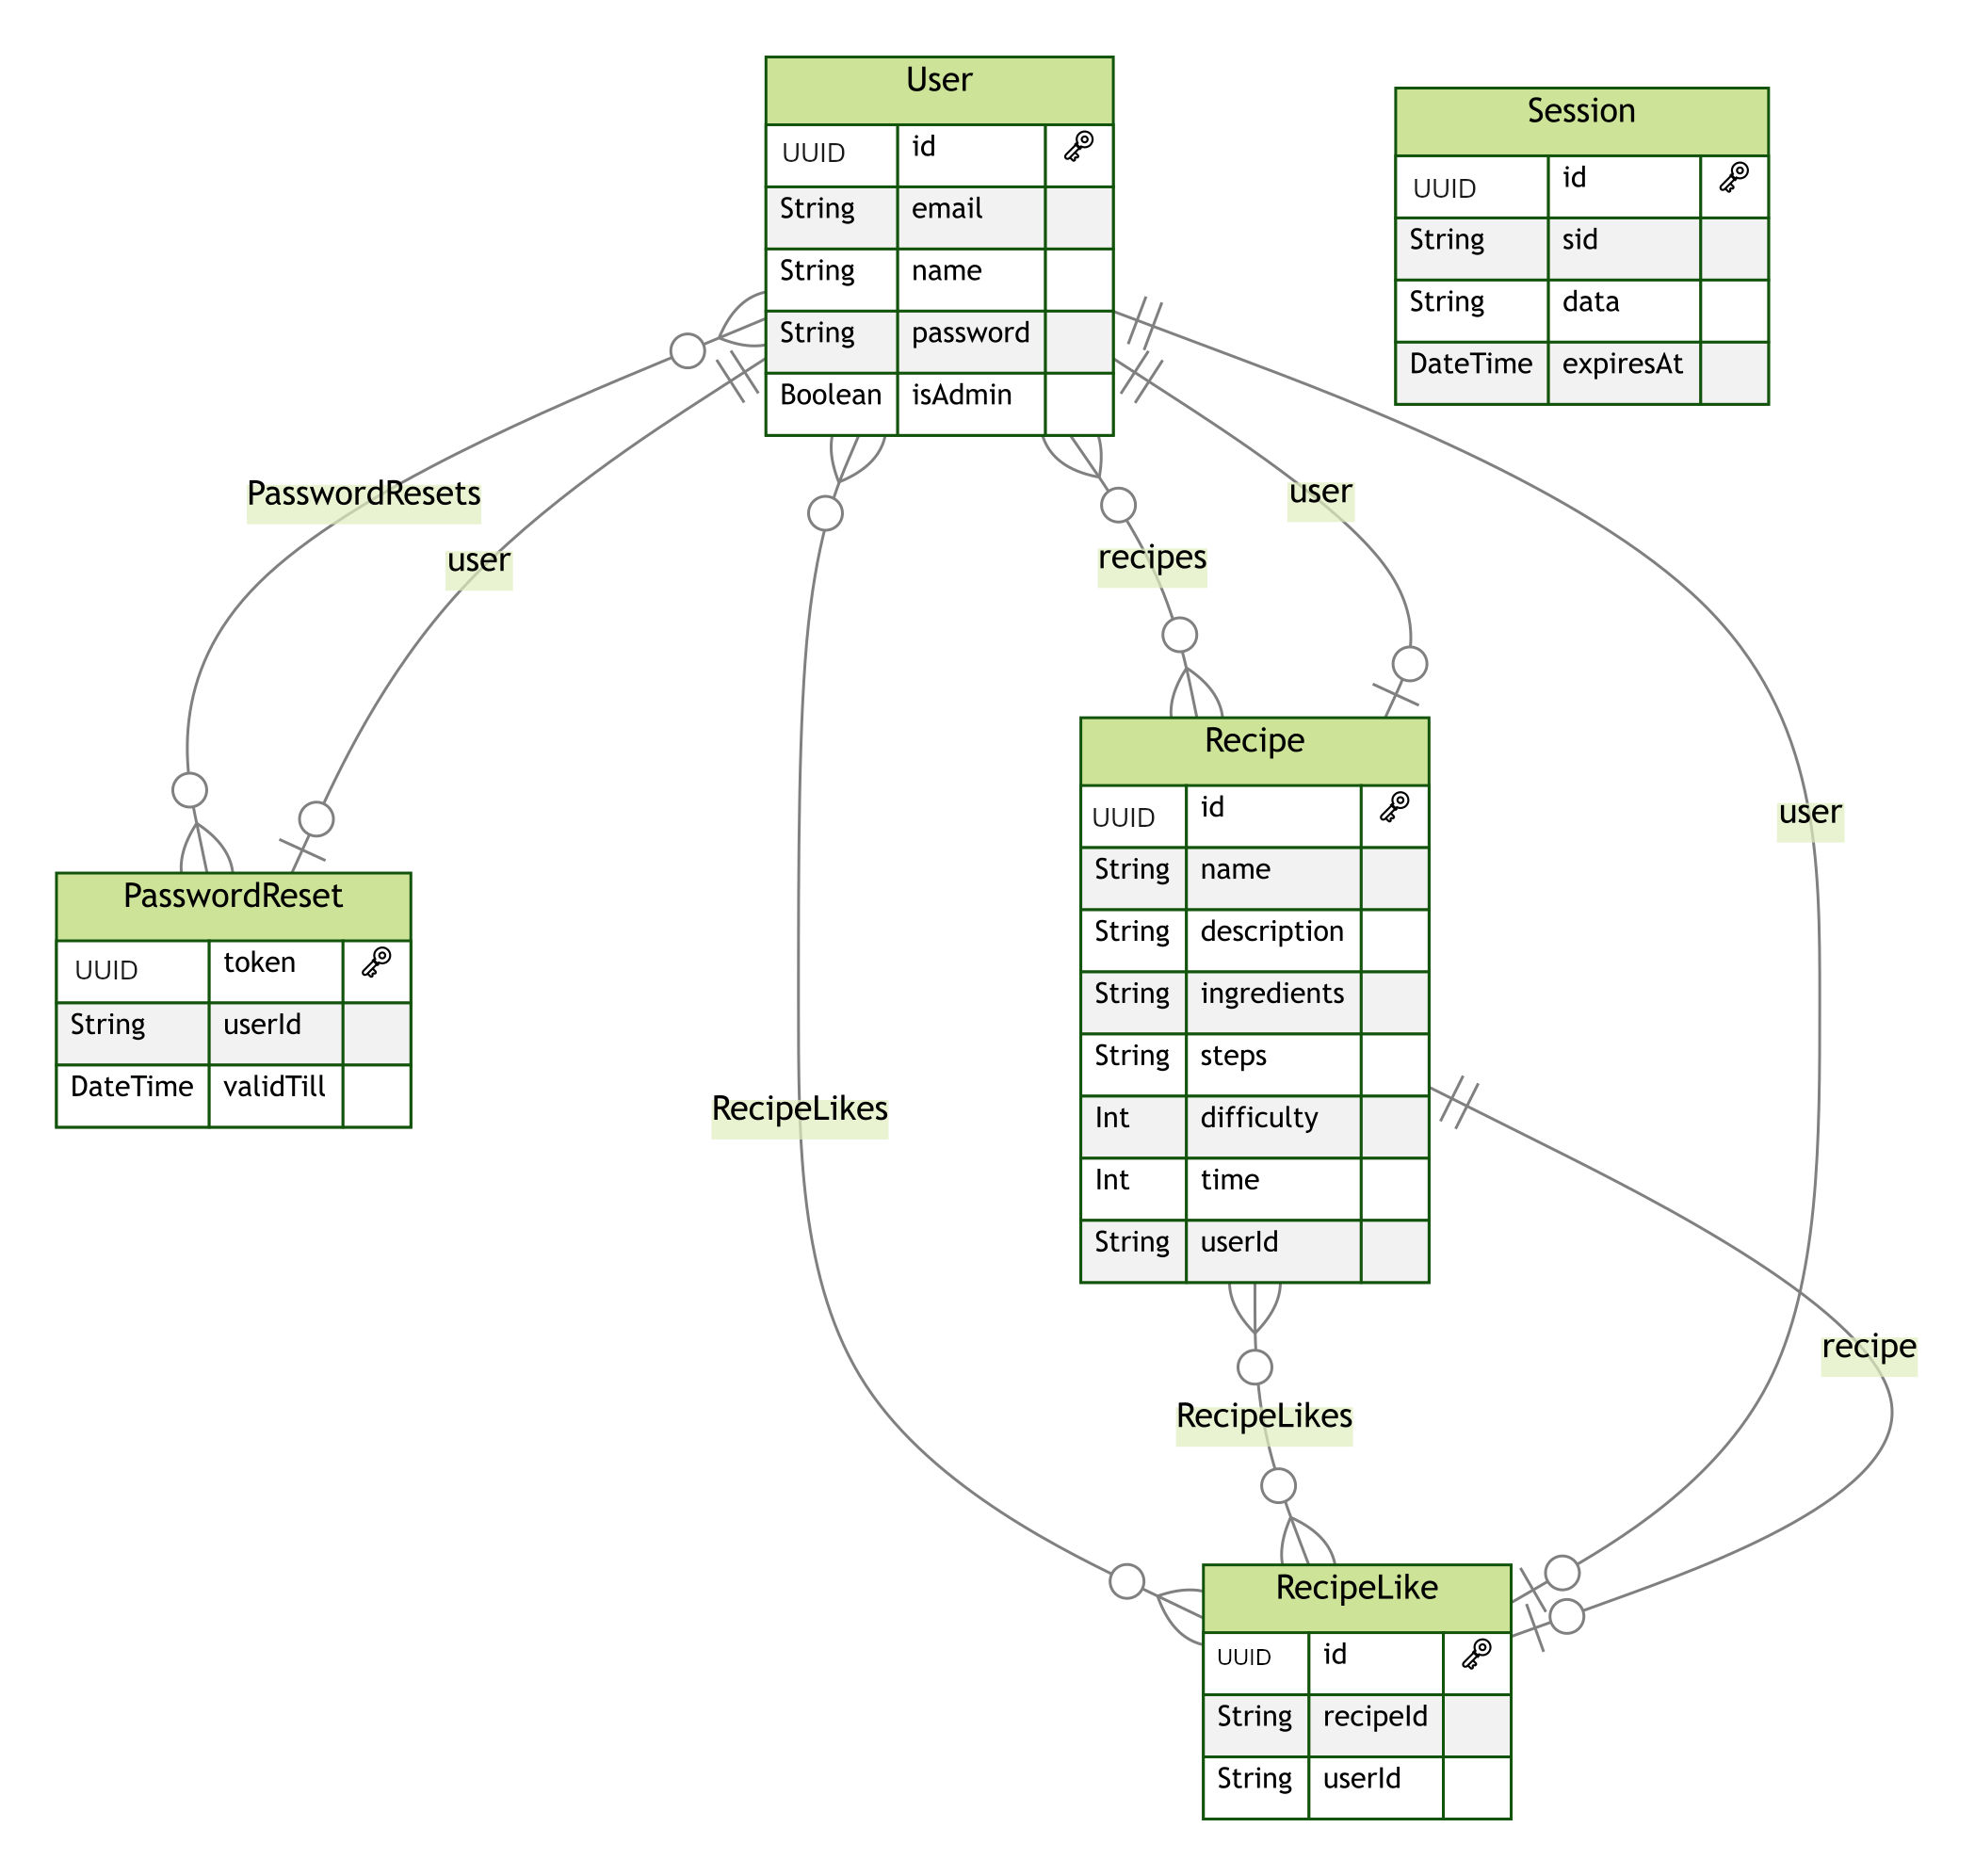 User
UUID id
String email
String name
String password
Boolean isAdmin
Session
UUID id
String sid
String data
DateTime expiresAt
PasswordResets
user
recipes
user
user
PasswordReset
UUID token
String userId
DateTime validTill
Recipe
UUID id
String name
String description
String ingredients
String steps
Int difficulty
Int time
String userId
RecipeLikes
recipe
RecipeLikes
RecipeLike
UUID id
String recipeId
String userId